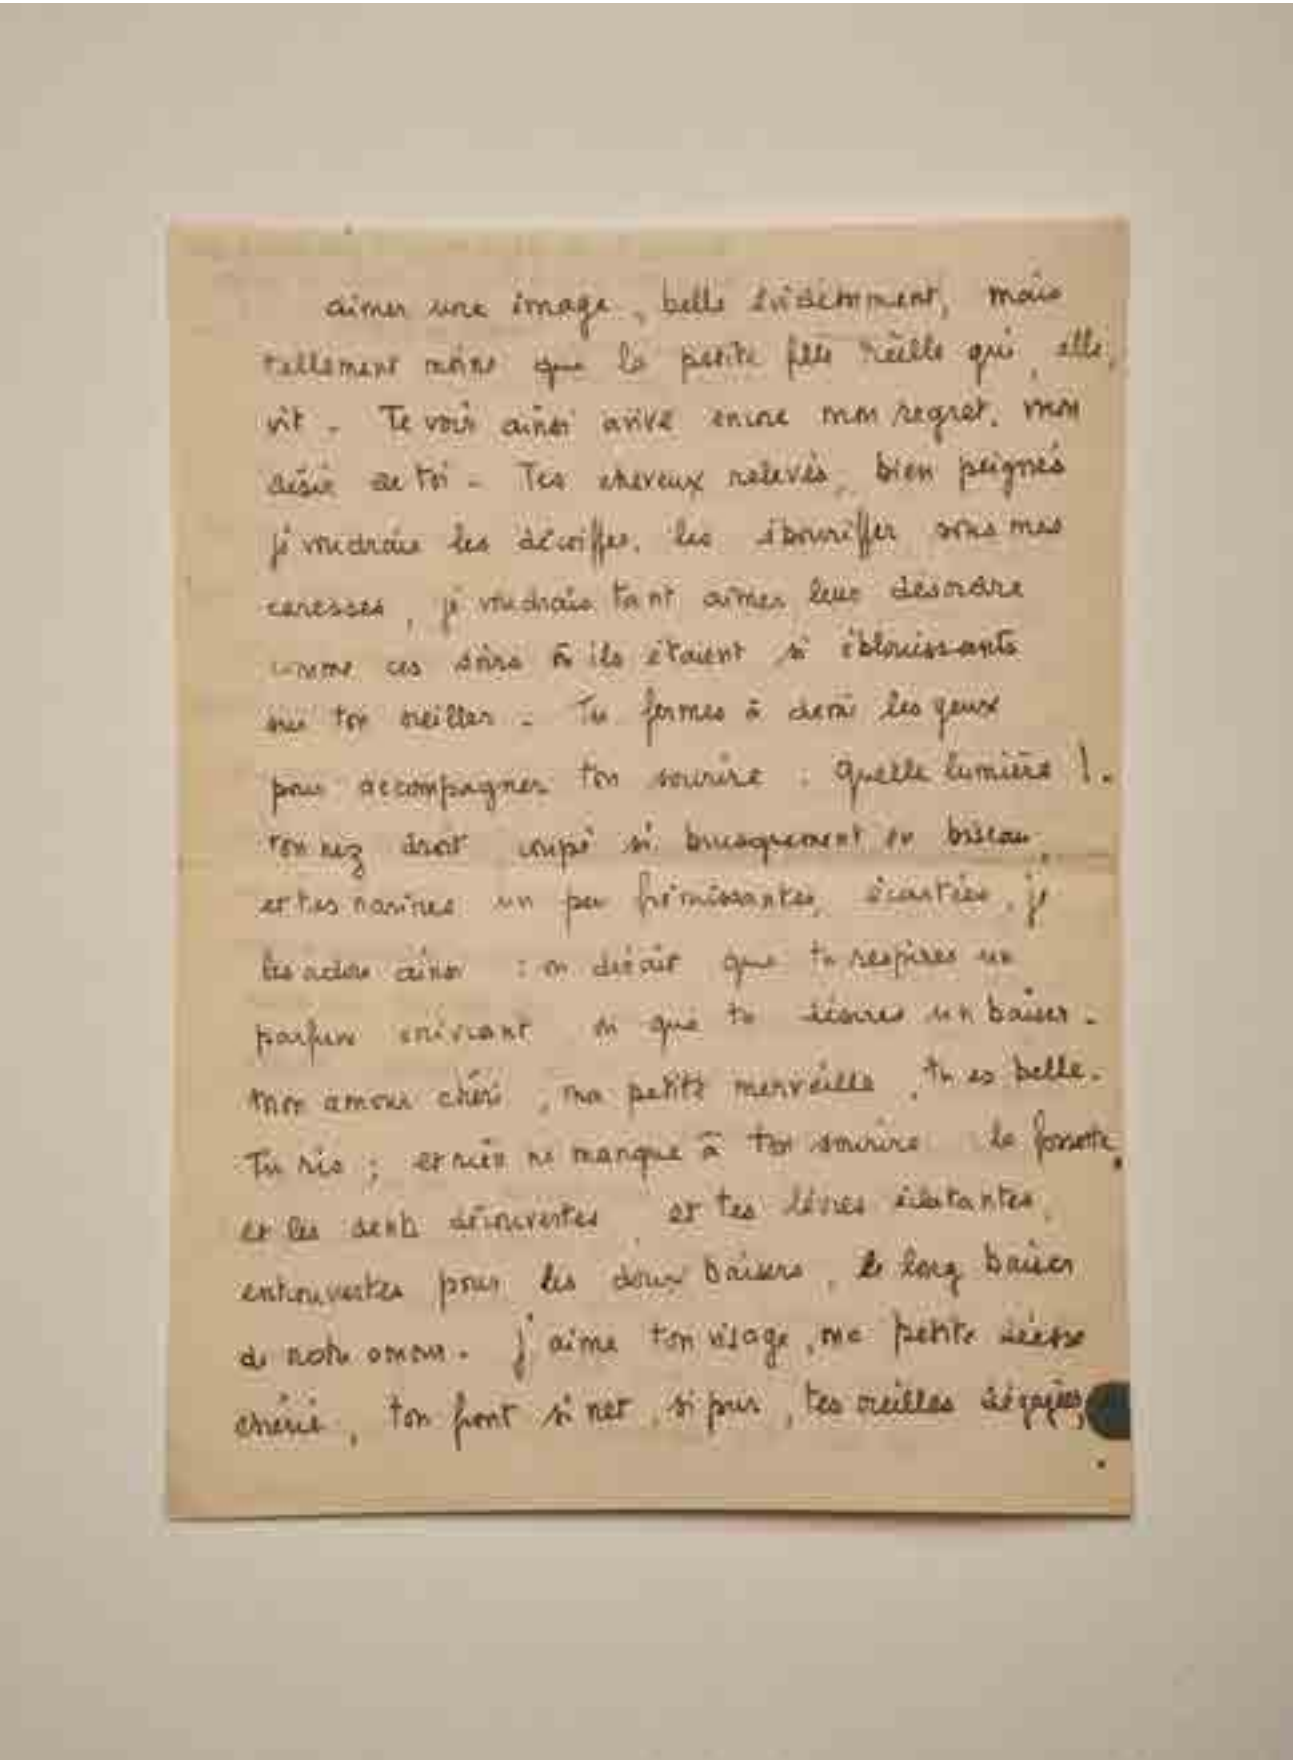 aimer une image, belle évidemment, mais
tellement moins que la petite fille réelle qui, elle,
vit - Te voir ainsi avive encore mon regret, mon
désir de toi - Tes cheveux relevés, bien peignés
je voudrais les décoiffer, les ébouriffer sous mes
caresses, je voudrais tant aimer leur désordre
comme ces soirs où ils étaient si éblouissants
sur ton oreiller - Tu fermes à demi les yeux
pour accompagner ton sourire : quelle lumière !.
ton nez droit coupé si brusquement en biseau,
et tes narines un peu frémissantes, écartées, je
les adore ainsi : on dirait que tu respires un
parfum enivrant ou que tu désires un baiser -
Mon amour chéri, ma petite merveille, tu es belle.
Tu ris ; et rien ne manque à ton sourire la fossette,
et les dents découvertes, et tes lèvres éclatantes,
entrouvertes pour les doux baisers, le long baiser
de notre amour. J'aime ton visage, ma petite déesse
chérie, ton front si net, si pur, tes oreilles dégagées,